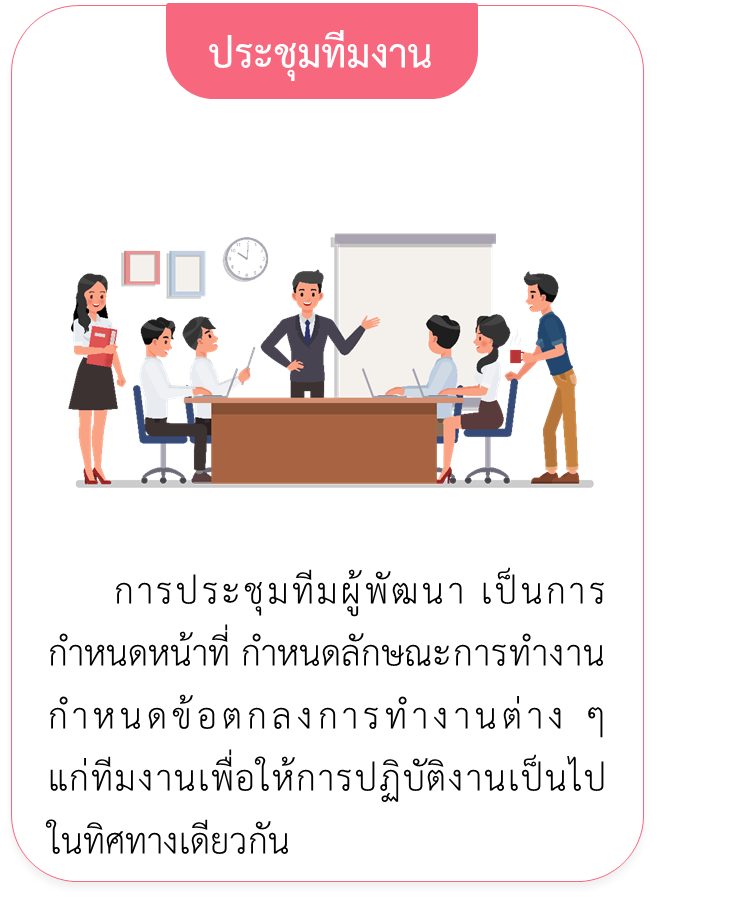 ประชุมทีมงาน
การประชุมทีมผู้พัฒนา เป็นการ
กำหนดหน้าที่ กำหนดลักษณะการทำงาน
กำหนดข้อตกลงการทำงานต่าง ๆ
แก่ทีมงานเพื่อให้การปฏิบัติงานเป็นไป
ในทิศทางเดียวกัน